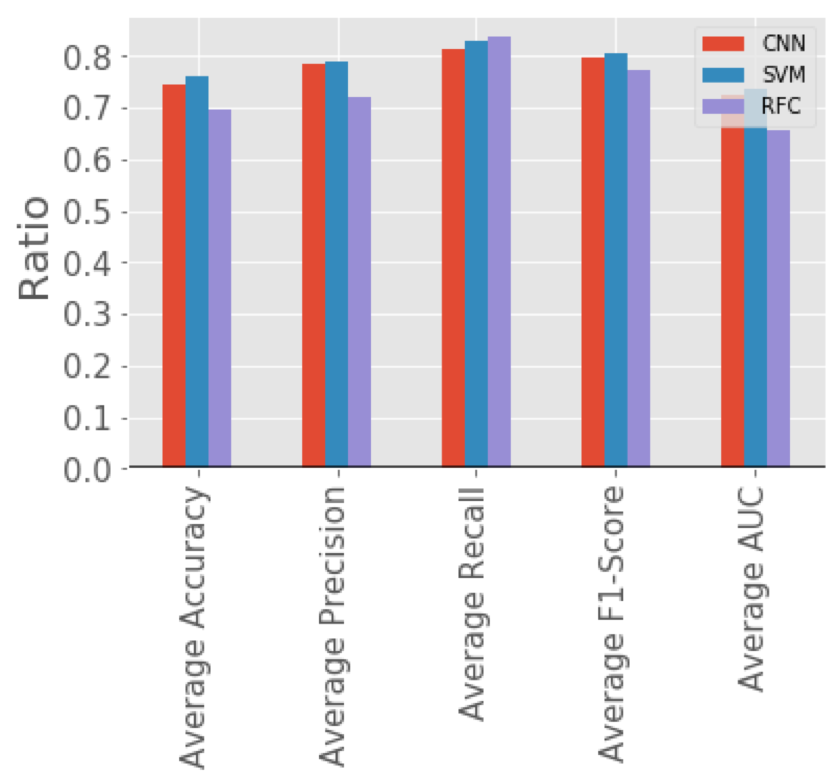 CNN
SVM
RFC
Ratio
0.8
0.7
0.6
0.5
0.4
0.3
0.2
0.1
0.0
Average Accuracy
Average Precision
Average Recall
Average F1-Score
Average AUC